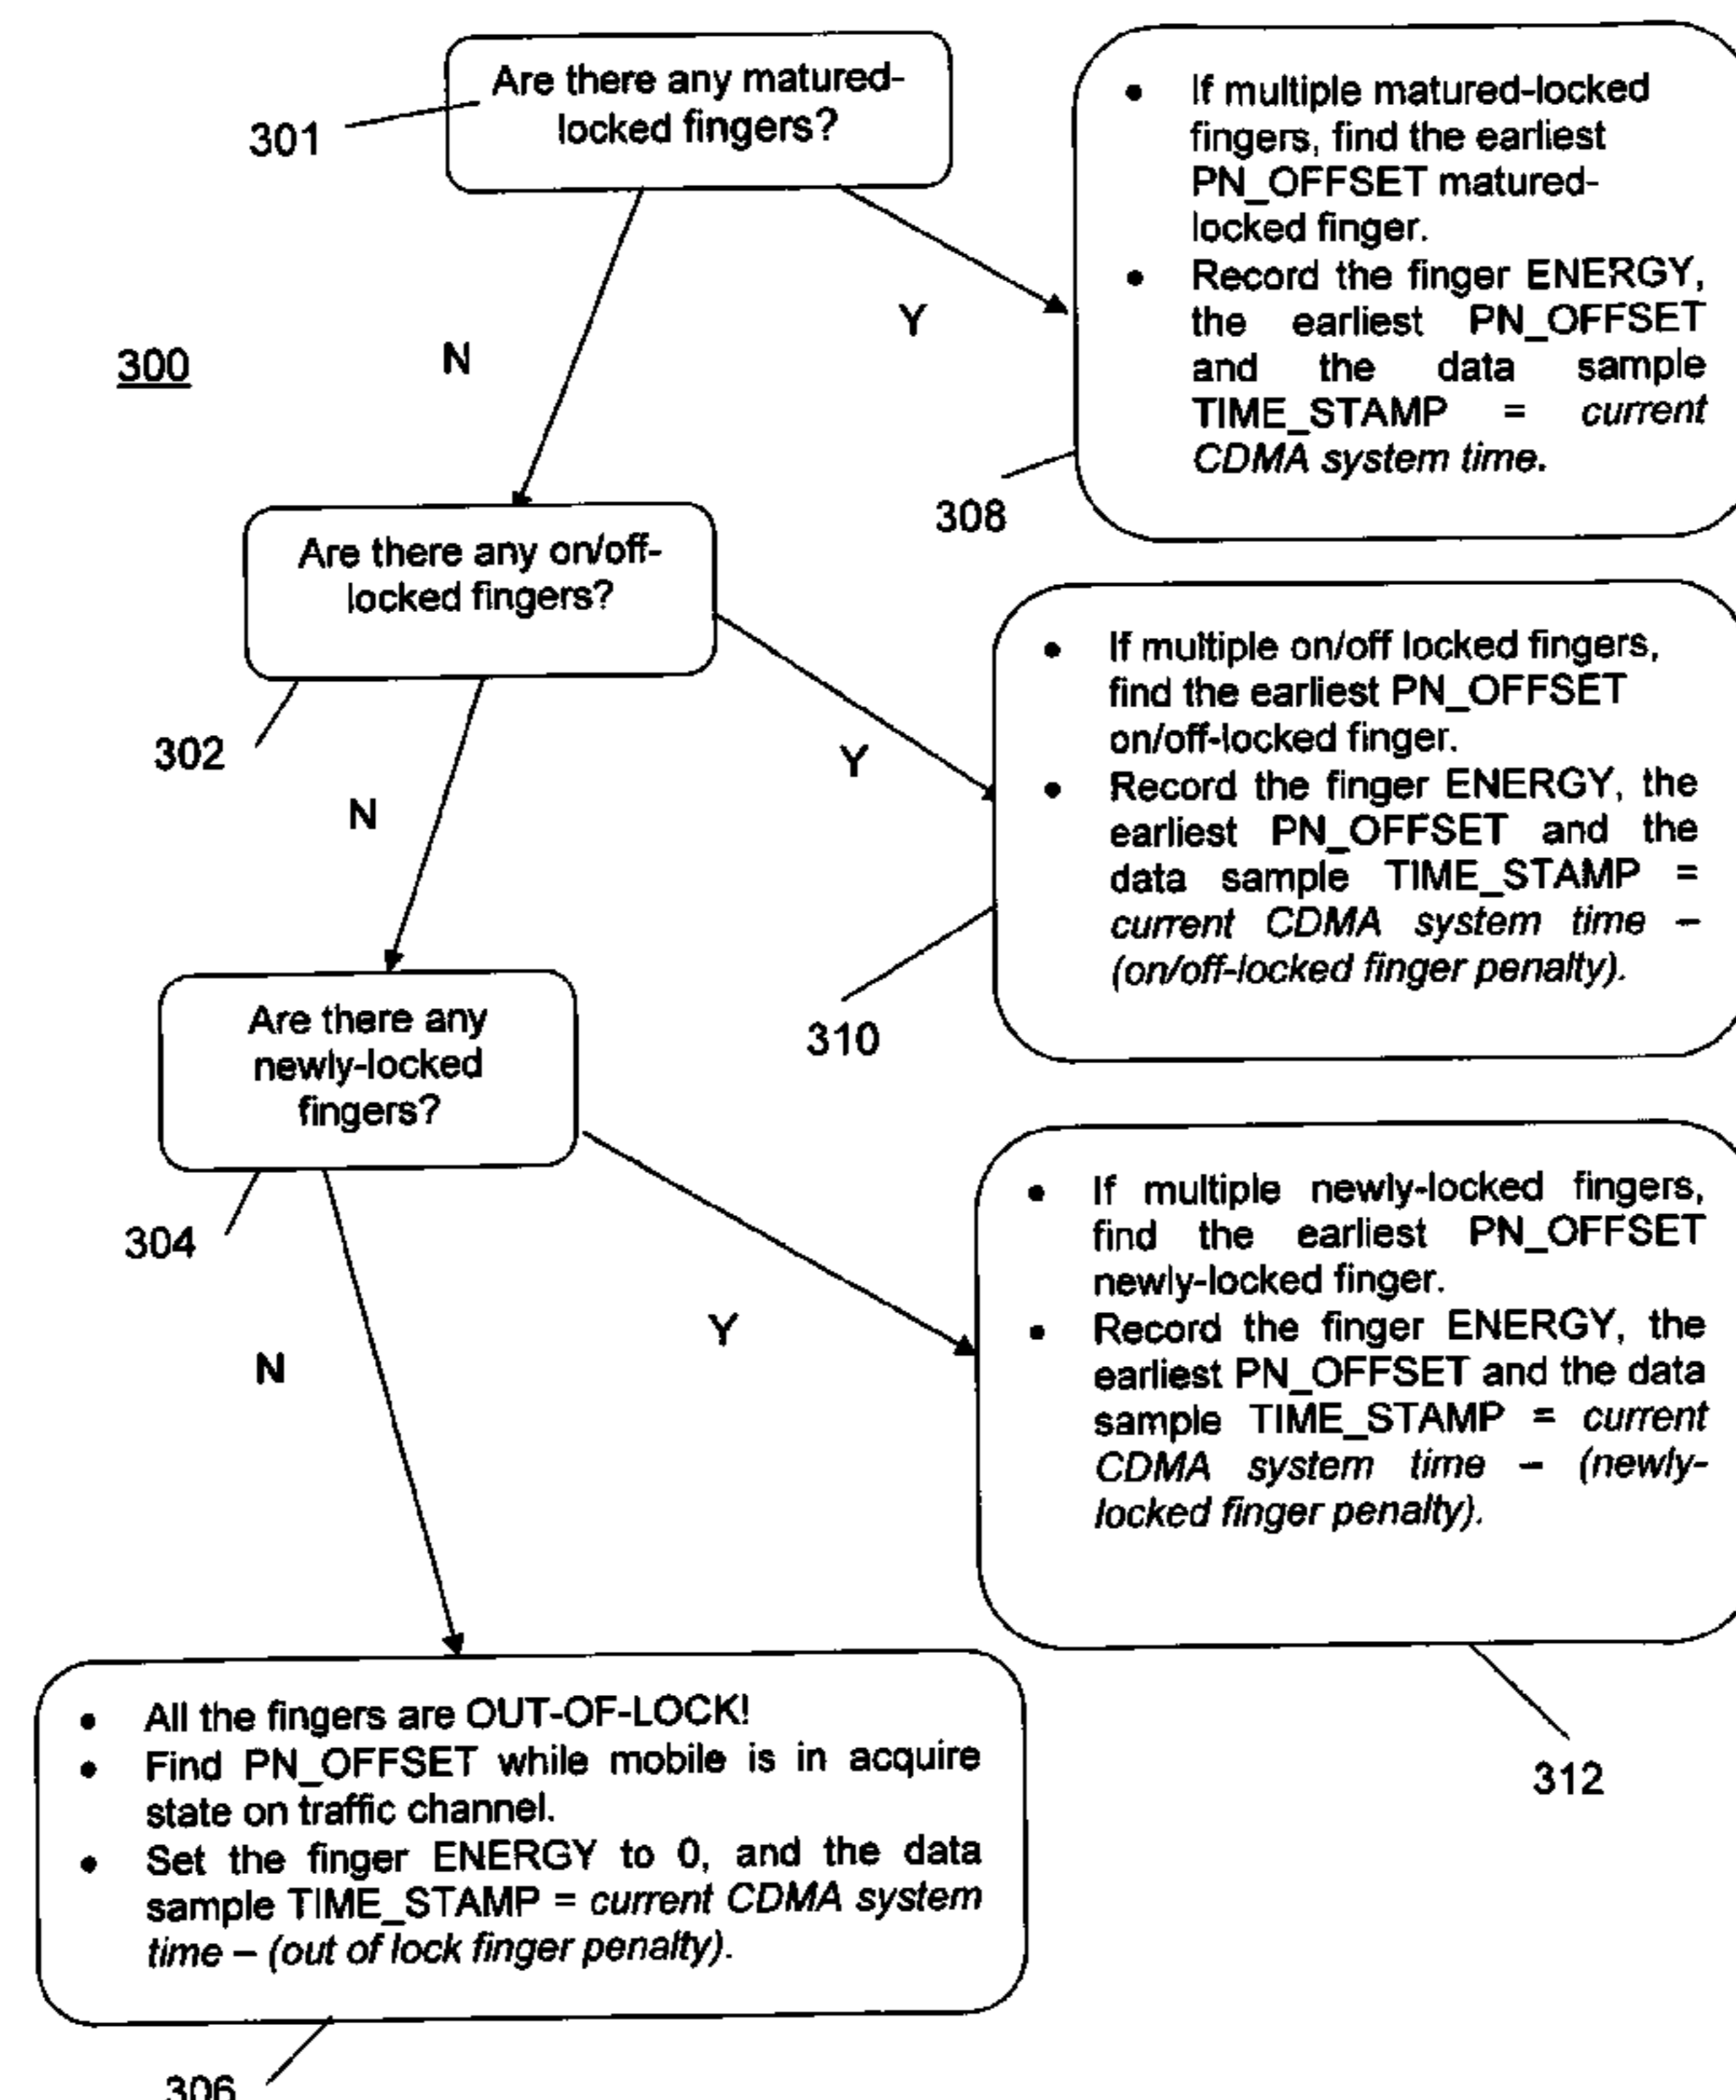 Are there any matured-
locked fingers?
301
• If multiple matured-locked
fingers, find the earliest
PN_OFFSET matured-
locked finger.
• Record the finger ENERGY,
the earliest PN_OFFSET
and the data sample
TIME_STAMP = current
CDMA system time.
308
Y
N
300
Are there any on/off-
locked fingers?
302
• If multiple on/off locked fingers,
find the earliest PN_OFFSET
on/off-locked finger.
• Record the finger ENERGY, the
earliest PN_OFFSET and the
data sample TIME_STAMP =
current CDMA system time –
(on/off-locked finger penalty).
310
Y
N
Are there any
newly-locked
fingers?
304
• If multiple newly-locked fingers,
find the earliest PN_OFFSET
newly-locked finger.
• Record the finger ENERGY, the
earliest PN_OFFSET and the data
sample TIME_STAMP = current
CDMA system time – (newly-
locked finger penalty).
312
Y
N
• All the fingers are OUT-OF-LOCK!
• Find PN_OFFSET while mobile is in acquire
state on traffic channel.
• Set the finger ENERGY to 0, and the data
sample TIME_STAMP = current CDMA system
time – (out of lock finger penalty).
306